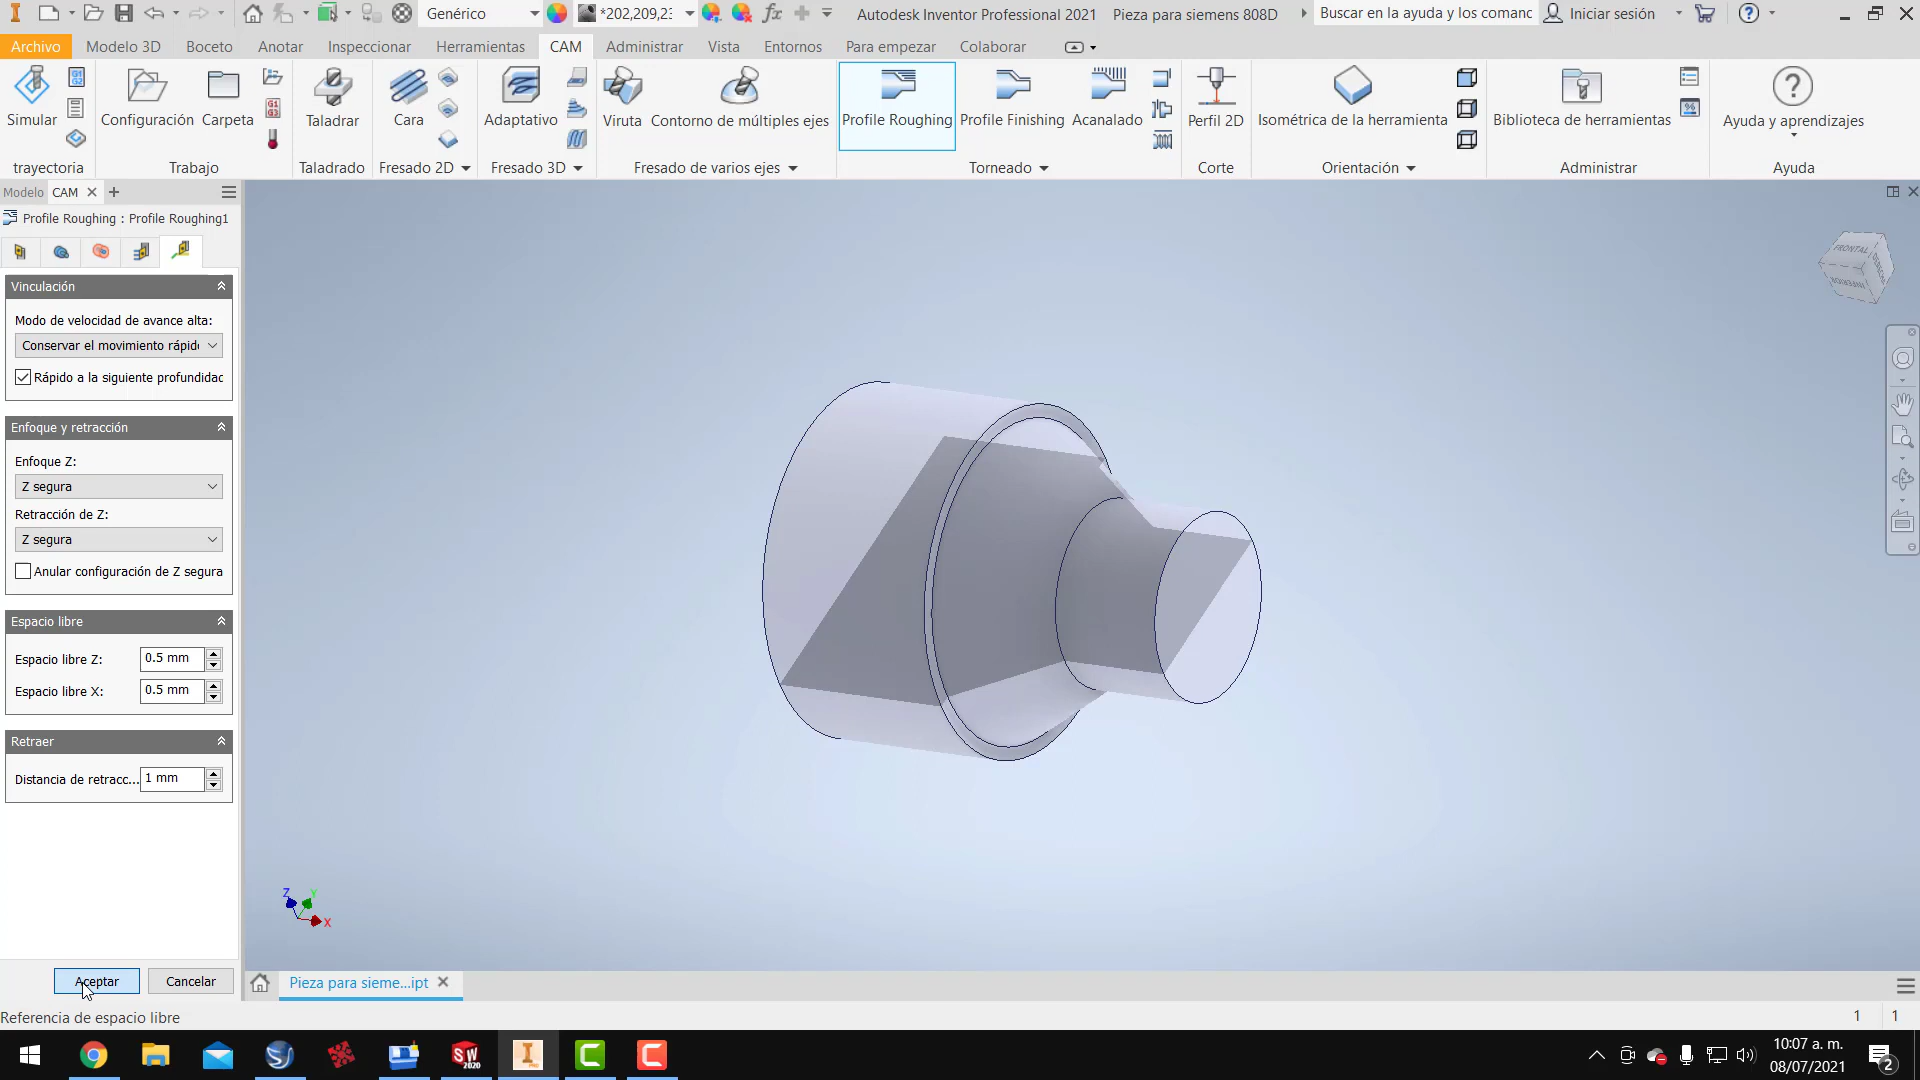 Genérico
*202,209,23
fx
Autodesk Inventor Professional 2021
Pieza para siemens 808D
Buscar en la ayuda y los comanc
Iniciar sesión
Archivo
Modelo 3D
Boceto
Anotar
Inspeccionar
Herramientas
CAM
Administrar
Vista
Entornos
Para empezar
Colaborar
Simular
Configuración
Carpeta
Taladrar
Cara
Adaptativo
Viruta
Contorno de múltiples ejes
Profile Roughing
Profile Finishing
Acanalado
Perfil 2D
Isométrica de la herramienta
Biblioteca de herramientas
Ayuda y aprendizajes
trayectoria
Trabajo
Taladrado
Fresado 2D
Fresado 3D
Fresado de varios ejes
Torneado
Corte
Orientación
Administrar
Ayuda
Modelo
CAM
Profile Roughing : Profile Roughing1
Vinculación
Modo de velocidad de avance alta:
Conservar el movimiento rápid
Rápido a la siguiente profundidad
Enfoque y retracción
Enfoque Z:
Z segura
Retracción de Z:
Z segura
Anular configuración de Z segura
Espacio libre
Espacio libre Z:
0.5 mm
Espacio libre X:
0.5 mm
Retraer
Distancia de retracc...
1 mm
Aceptar
Cancelar
FRONTAL
Z
Y
X
Pieza para sieme...ipt
Referencia de espacio libre
1
1
SW
2020
10:07 a. m.
08/07/2021
2